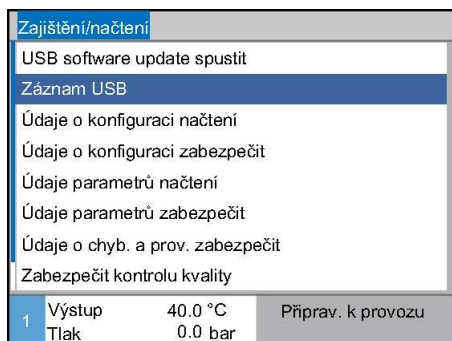 Zajištění/načtení
USB software update spustit
Záznam USB
Údaje o konfiguraci načtení
Údaje o konfiguraci zabezpečit
Údaje parametrů načtení
Údaje parametrů zabezpečit
Údaje o chyb. a prov. zabezpečit
Zabezpečit kontrolu kvality
1 Výstup 40.0 °C Připrav. k provozu
Tlak 0.0 bar